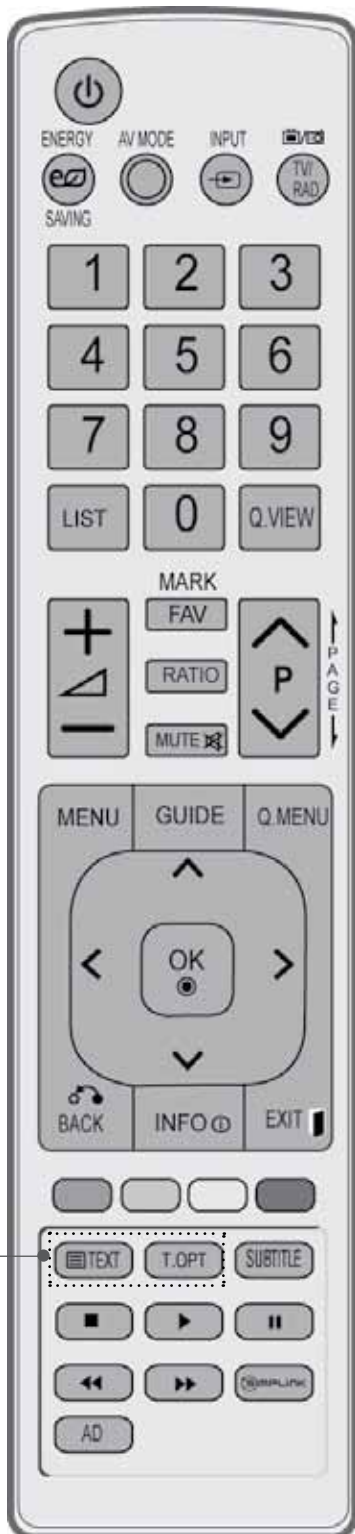 ENERGY AV MODE INPUT
TV/
RAD
SAVING
1 2 3
4 5 6
7 8 9
LIST 0 Q.VIEW
MARK
FAV
RATIO
P
PAGE
MUTE
MENU GUIDE Q.MENU
OK
BACK INFO EXIT
TEXT T.OPT SUBTITLE
SIMPLINK
AD